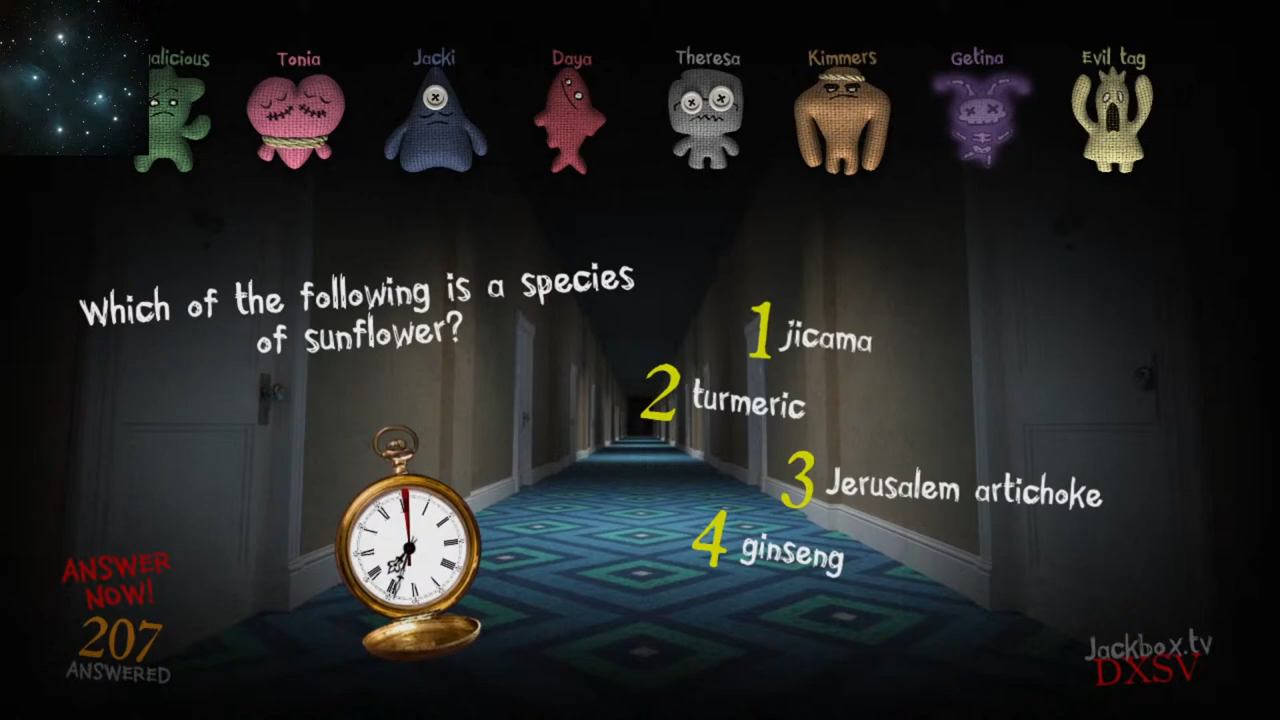 alicious
Tonia
Jacki
Daya
Theresa
Kimmers
Getina
Evil tag
Which of the following is a species
of sunflower?
1 jicama
2 turmeric
3 Jerusalem artichoke
4 ginseng
ANSWER
NOW!
207
ANSWERED
Jackbox.tv
DXSV